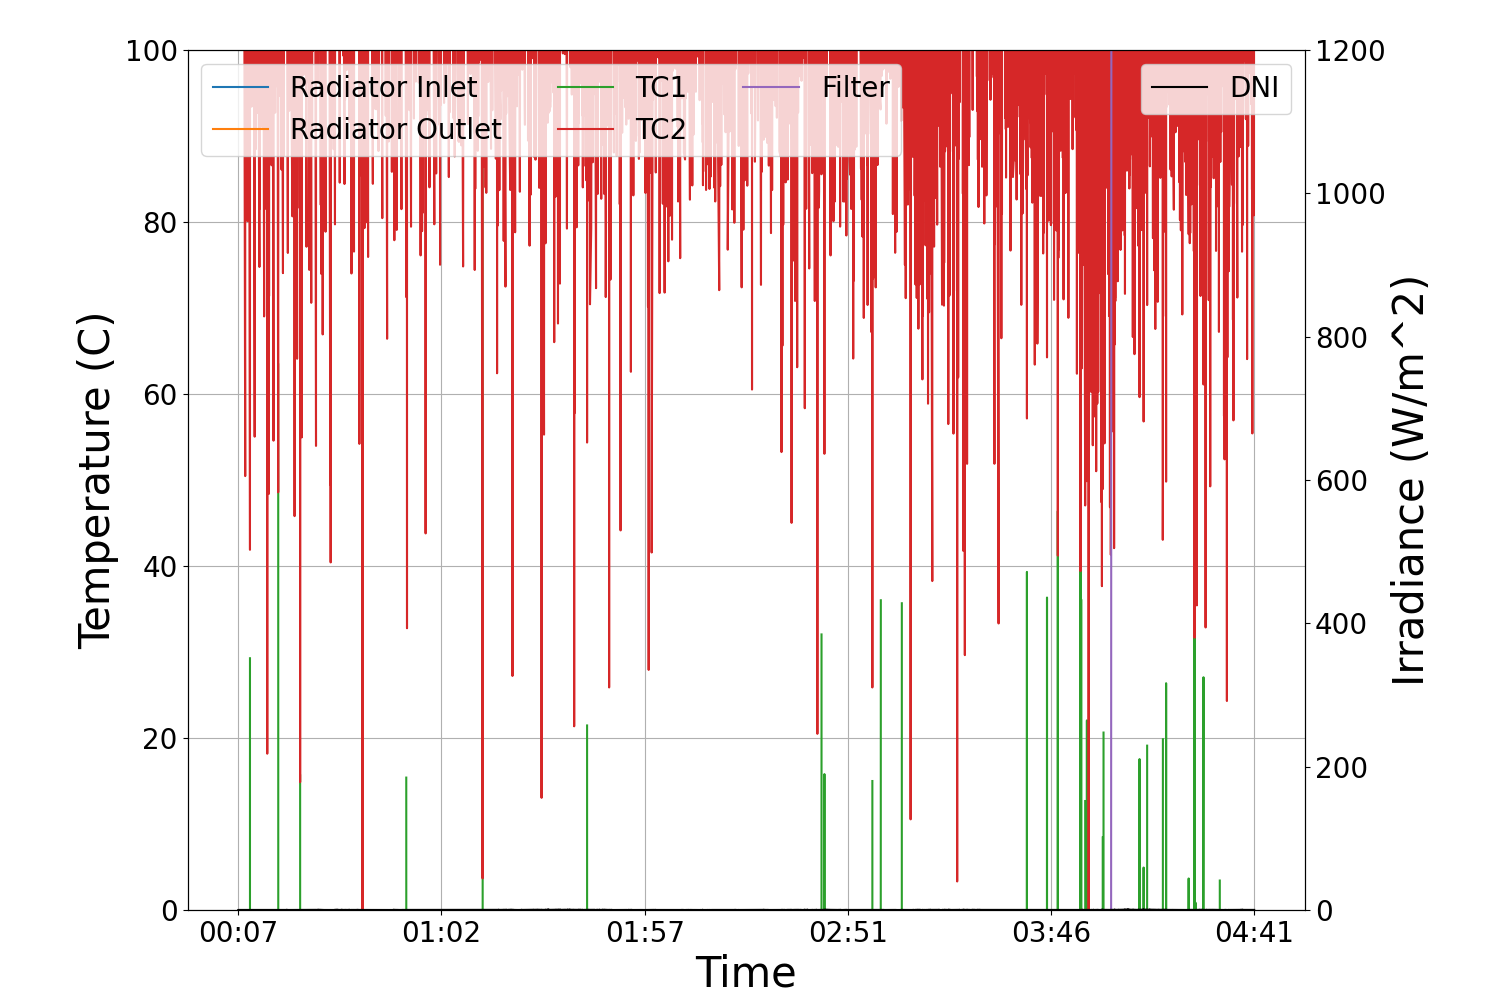 100
80
60
40
20
0
Temperature (C)
Radiator Inlet
Radiator Outlet
TC1
TC2
Filter
DNI
1200
1000
800
600
400
200
0
Irradiance (W/m^2)
00:07
01:02
01:57
02:51
03:46
04:41
Time